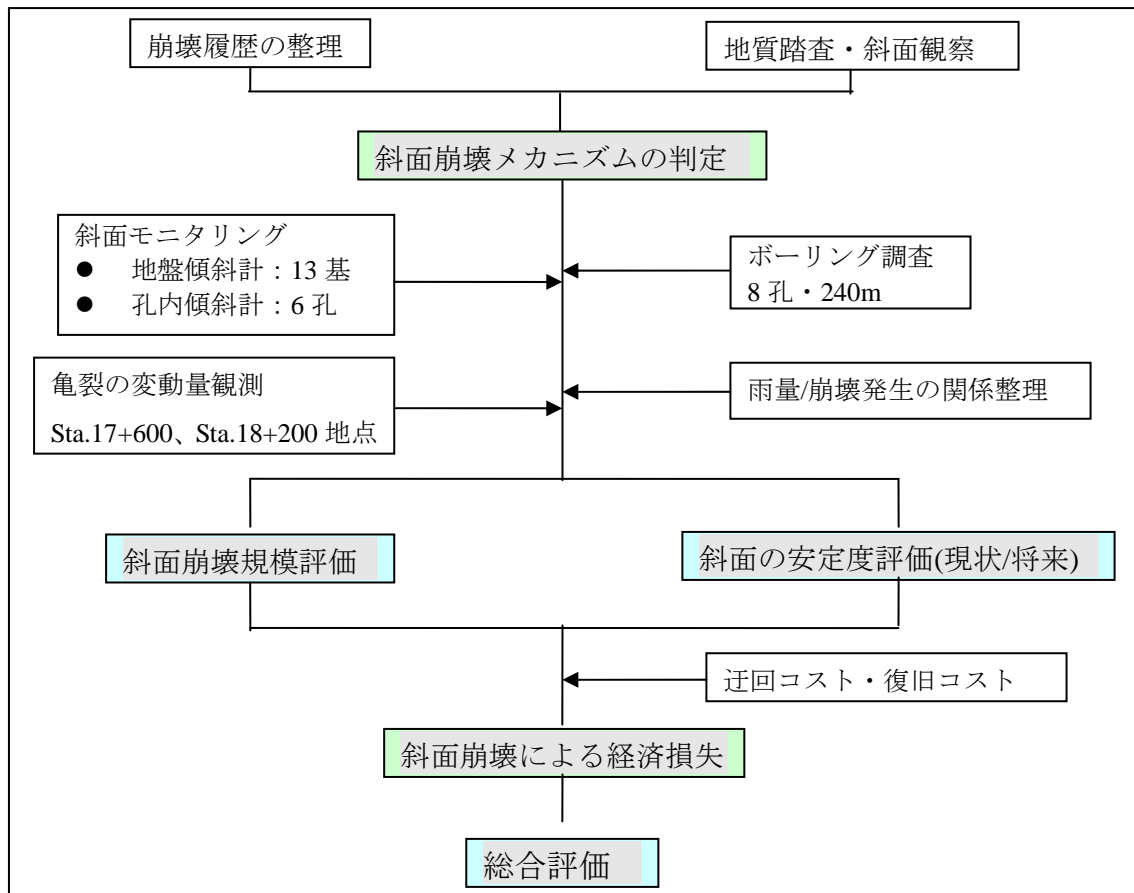 崩壊履歴の整理
地質踏査・斜面観察
斜面崩壊メカニズムの判定
斜面モニタリング
● 地盤傾斜計：13 基
● 孔内傾斜計：6 孔
ボーリング調査
8 孔・240m
亀裂の変動量観測
Sta.17+600、Sta.18+200 地点
雨量/崩壊発生の関係整理
斜面崩壊規模評価
斜面の安定度評価(現状/将来)
迂回コスト・復旧コスト
斜面崩壊による経済損失
総合評価